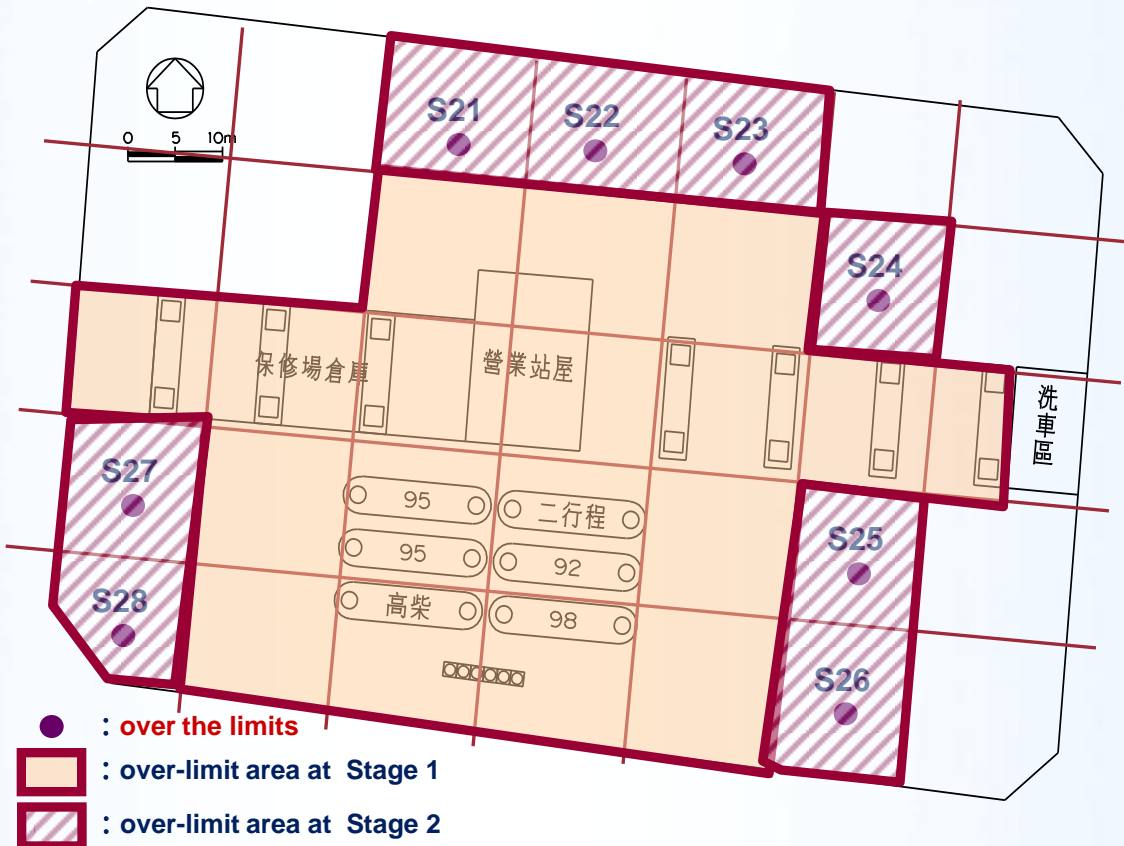 S21
S22
S23
0 5 10m
S24
保修場倉庫
營業站屋
洗車區
S27
95
二行程
S25
95
92
S28
高柴
98
S26
: over the limits
: over-limit area at Stage 1
: over-limit area at Stage 2